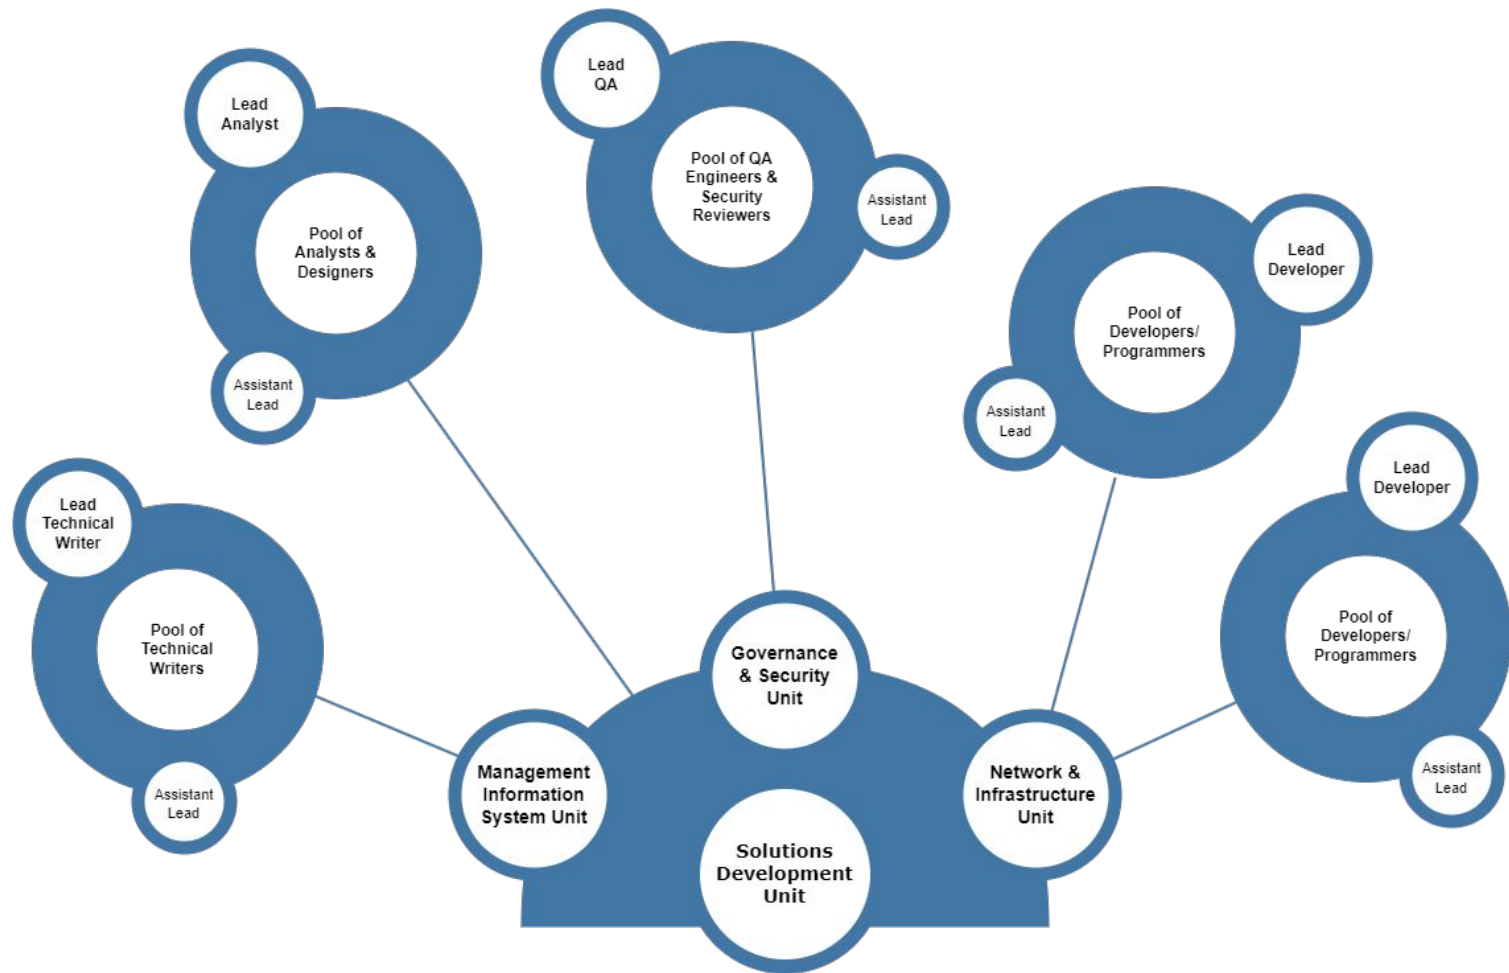 Lead
QA
Lead
Analyst
Pool of QA
Engineers &
Security
Reviewers
Assistant
Lead
Pool of
Analysts &
Designers
Lead
Developer
Pool of
Developers/
Programmers
Assistant
Lead
Assistant
Lead
Lead
Developer
Lead
Technical
Writer
Pool of
Technical
Writers
Pool of
Developers/
Programmers
Governance
& Security
Unit
Assistant
Lead
Management
Information
System Unit
Network &
Infrastructure
Unit
Assistant
Lead
Solutions
Development
Unit